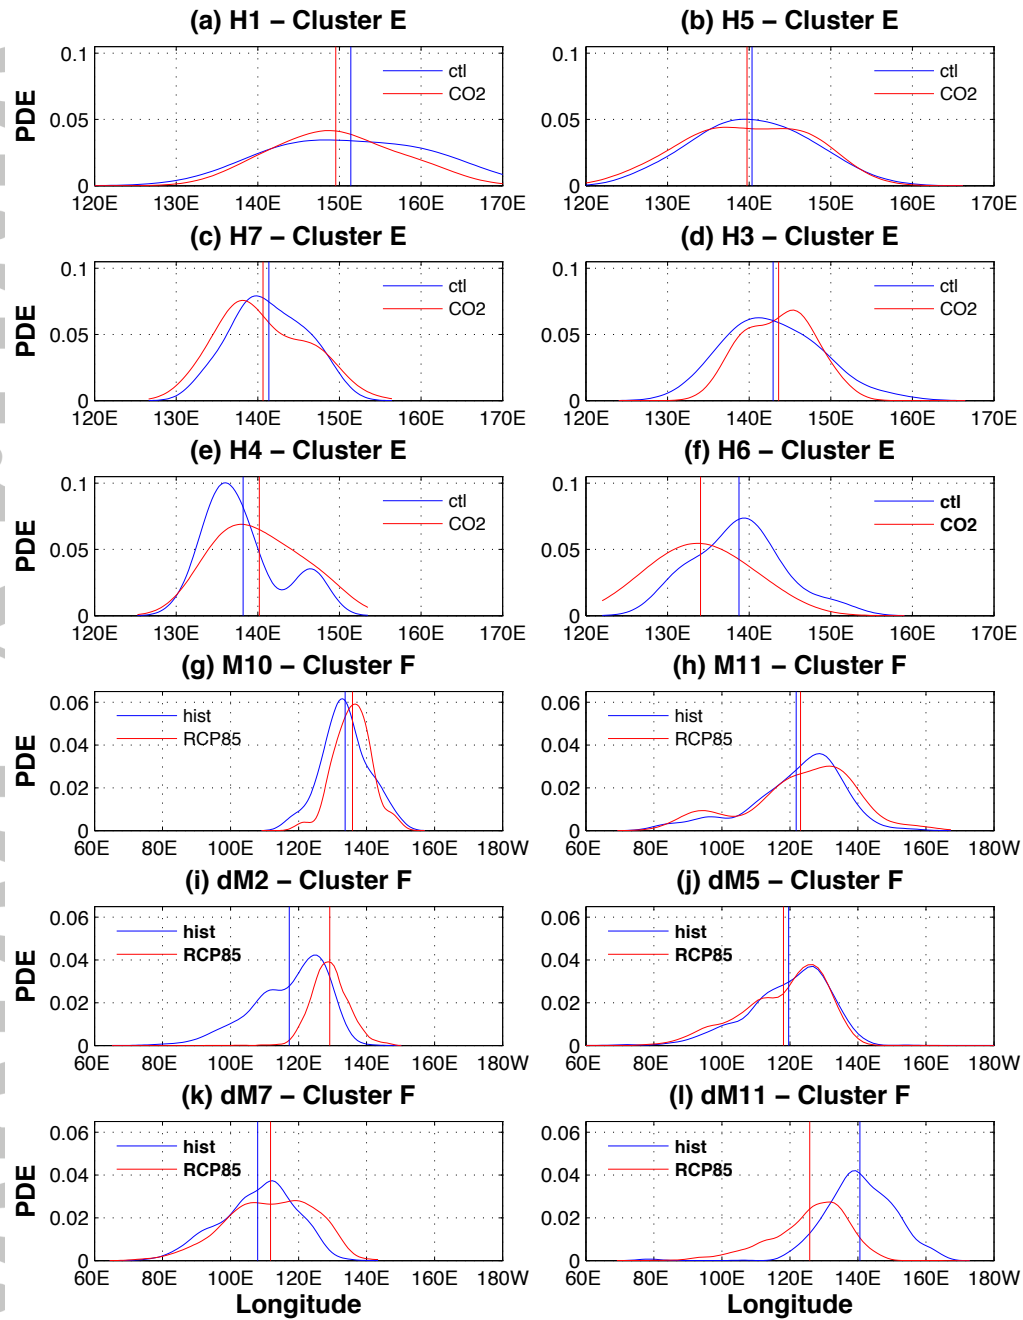 (a) H1 – Cluster E
(b) H5 – Cluster E
PDE
0.1
0.05
0
ctl
CO2
120E 130E 140E 150E 160E 170E
0.1
0.05
0
ctl
CO2
120E 130E 140E 150E 160E 170E
(c) H7 – Cluster E
(d) H3 – Cluster E
PDE
0.1
0.05
0
ctl
CO2
120E 130E 140E 150E 160E 170E
0.1
0.05
0
ctl
CO2
120E 130E 140E 150E 160E 170E
(e) H4 – Cluster E
(f) H6 – Cluster E
PDE
0.1
0.05
0
ctl
CO2
120E 130E 140E 150E 160E 170E
0.1
0.05
0
ctl
CO2
120E 130E 140E 150E 160E 170E
(g) M10 – Cluster F
(h) M11 – Cluster F
PDE
0.06
0.04
0.02
0
hist
RCP85
60E 80E 100E 120E 140E 160E 180W
0.06
0.04
0.02
0
hist
RCP85
60E 80E 100E 120E 140E 160E 180W
(i) dM2 – Cluster F
(j) dM5 – Cluster F
PDE
0.06
0.04
0.02
0
hist
RCP85
60E 80E 100E 120E 140E 160E 180W
0.06
0.04
0.02
0
hist
RCP85
60E 80E 100E 120E 140E 160E 180W
(k) dM7 – Cluster F
(l) dM11 – Cluster F
PDE
0.06
0.04
0.02
0
hist
RCP85
60E 80E 100E 120E 140E 160E 180W
Longitude
0.06
0.04
0.02
0
hist
RCP85
60E 80E 100E 120E 140E 160E 180W
Longitude